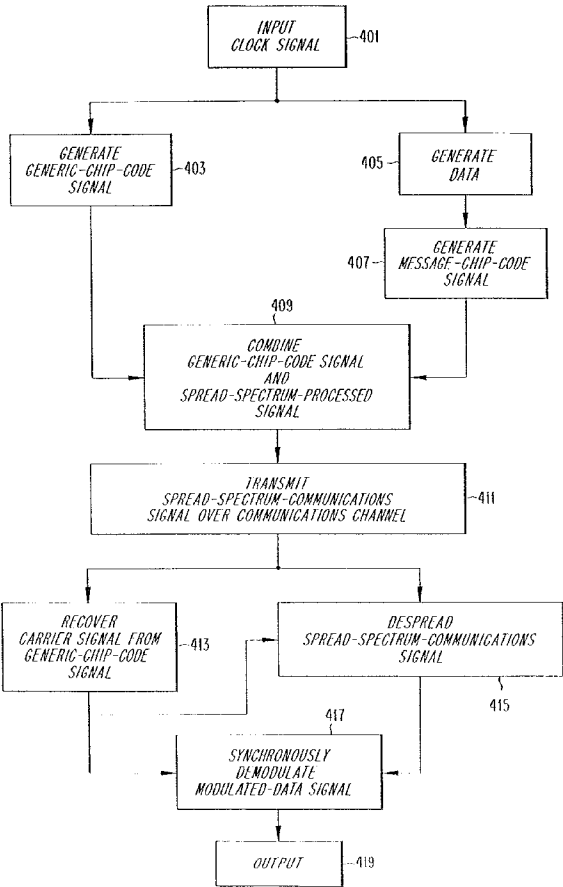 INPUT
CLOCK SIGNAL
401
GENERATE
GENERIC-CHIP-CODE
SIGNAL
403
405
GENERATE
DATA
407
GENERATE
MESSAGE-CHIP-CODE
SIGNAL
409
COMBINE
GENERIC-CHIP-CODE SIGNAL
AND
SPREAD-SPECTRUM-PROCESSED
SIGNAL
TRANSMIT
SPREAD-SPECTRUM-COMMUNICATIONS
SIGNAL OVER COMMUNICATIONS CHANNEL
411
RECOVER
CARRIER SIGNAL FROM
GENERIC-CHIP-CODE
SIGNAL
413
DESPREAD
SPREAD-SPECTRUM-COMMUNICATIONS
SIGNAL
415
417
SYNCHRONOUSLY
DEMODULATE
MODULATED-DATA SIGNAL
OUTPUT
419